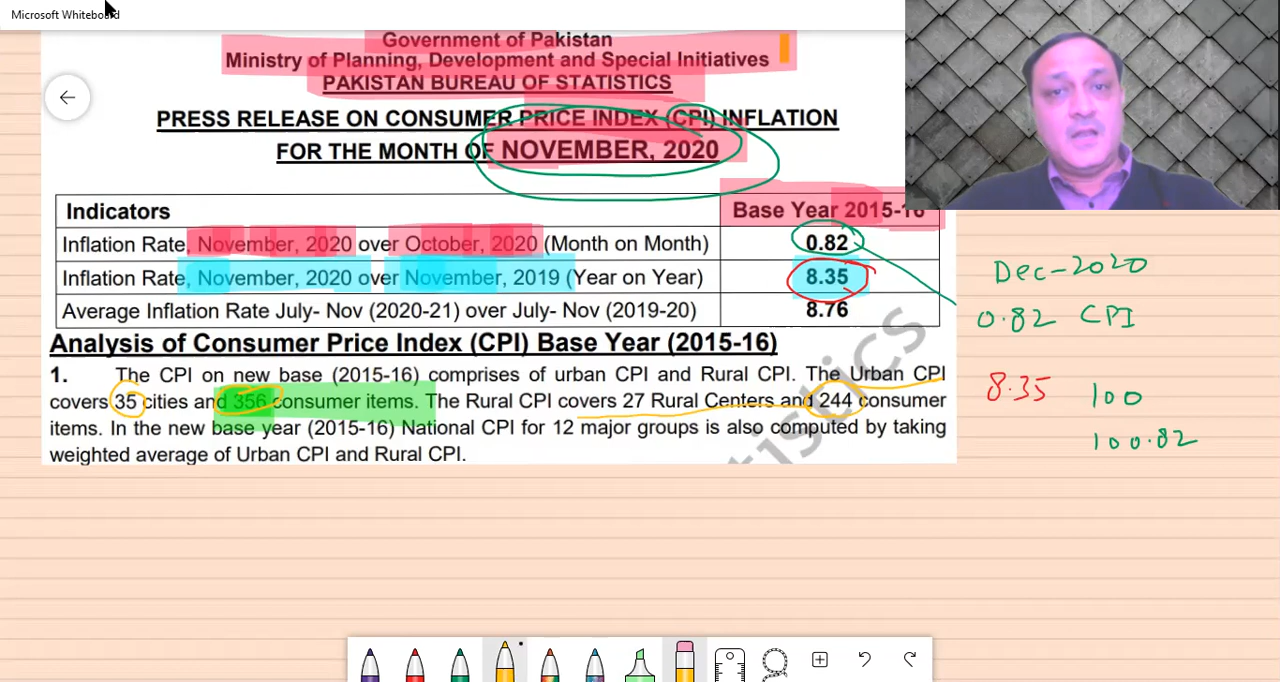 Microsoft Whiteboard
Government of Pakistan
Ministry of Planning, Development and Special Initiatives
PAKISTAN BUREAU OF STATISTICS
PRESS RELEASE ON CONSUMER PRICE INDEX (CPI) INFLATION
FOR THE MONTH OF NOVEMBER, 2020
Indicators Base Year 2015-16
Inflation Rate, November, 2020 over October, 2020 (Month on Month) 0.82
Inflation Rate, November, 2020 over November, 2019 (Year on Year) 8.35
Average Inflation Rate July- Nov (2020-21) over July- Nov (2019-20) 8.76
Analysis of Consumer Price Index (CPI) Base Year (2015-16)
1. The CPI on new base (2015-16) comprises of urban CPI and Rural CPI. The Urban CPI
covers 35 cities and 356 consumer items. The Rural CPI covers 27 Rural Centers and 244 consumer
items. In the new base year (2015-16) National CPI for 12 major groups is also computed by taking
weighted average of Urban CPI and Rural CPI.
Dec-2020
0.82 CPI
8.35 100
100.82